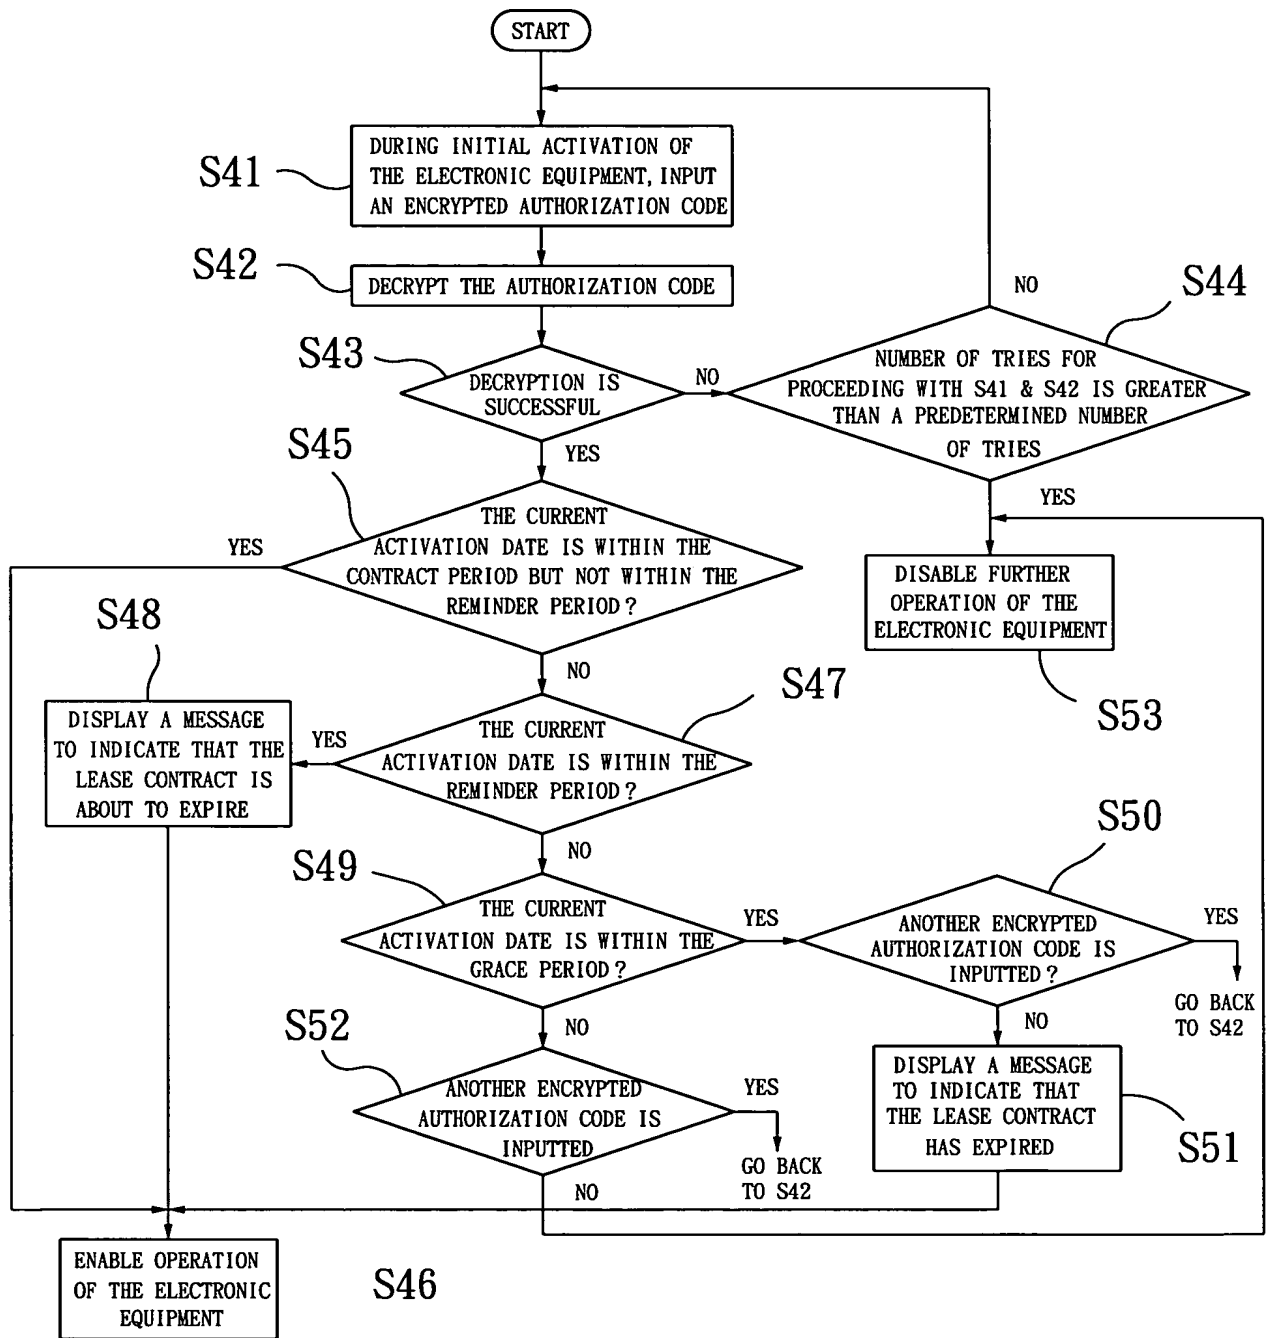 START
S41
DURING INITIAL ACTIVATION OF
THE ELECTRONIC EQUIPMENT, INPUT
AN ENCRYPTED AUTHORIZATION CODE
S42
DECRYPT THE AUTHORIZATION CODE
S43
DECRYPTION IS
SUCCESSFUL
NO
YES
S44
NO
NUMBER OF TRIES FOR
PROCEEDING WITH S41 & S42 IS GREATER
THAN A PREDETERMINED NUMBER
OF TRIES
YES
S45
YES
THE CURRENT
ACTIVATION DATE IS WITHIN THE
CONTRACT PERIOD BUT NOT WITHIN THE
REMINDER PERIOD?
NO
DISABLE FURTHER
OPERATION OF THE
ELECTRONIC EQUIPMENT
S53
S48
DISPLAY A MESSAGE
TO INDICATE THAT THE
LEASE CONTRACT IS
ABOUT TO EXPIRE
YES
S47
THE CURRENT
ACTIVATION DATE IS WITHIN THE
REMINDER PERIOD?
NO
S49
THE CURRENT
ACTIVATION DATE IS WITHIN THE
GRACE PERIOD?
YES
NO
S50
ANOTHER ENCRYPTED
AUTHORIZATION CODE IS
INPUTTED?
YES
GO BACK
TO S42
NO
S52
ANOTHER ENCRYPTED
AUTHORIZATION CODE IS
INPUTTED
YES
GO BACK
TO S42
NO
DISPLAY A MESSAGE
TO INDICATE THAT
THE LEASE CONTRACT
HAS EXPIRED
S51
ENABLE OPERATION
OF THE ELECTRONIC
EQUIPMENT
S46